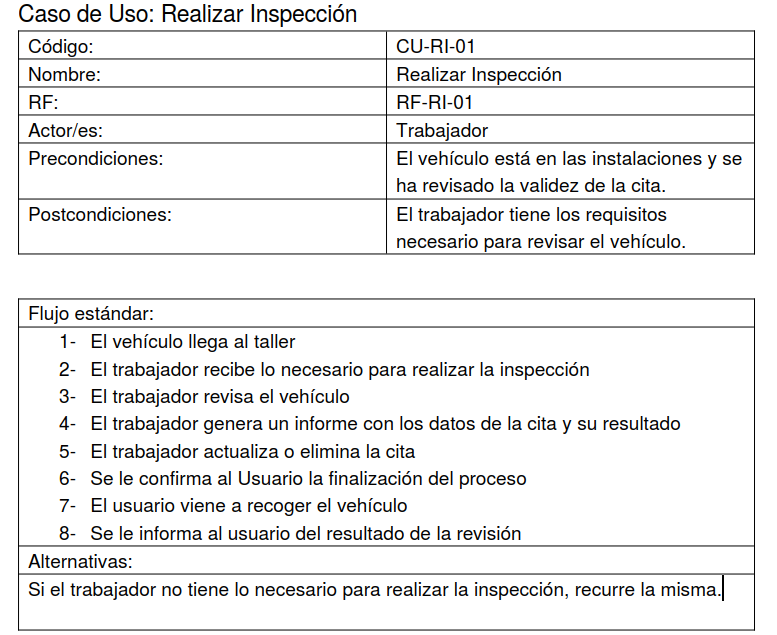 Caso de Uso: Realizar Inspección
Código: CU-RI-01
Nombre: Realizar Inspección
RF: RF-RI-01
Actor/es: Trabajador
Precondiciones: El vehículo está en las instalaciones y se
ha revisado la validez de la cita.
Postcondiciones: El trabajador tiene los requisitos
necesario para revisar el vehículo.
Flujo estándar:
1- El vehículo llega al taller
2- El trabajador recibe lo necesario para realizar la inspección
3- El trabajador revisa el vehículo
4- El trabajador genera un informe con los datos de la cita y su resultado
5- El trabajador actualiza o elimina la cita
6- Se le confirma al Usuario la finalización del proceso
7- El usuario viene a recoger el vehículo
8- Se le informa al usuario del resultado de la revisión
Alternativas:
Si el trabajador no tiene lo necesario para realizar la inspección, recurre la misma.